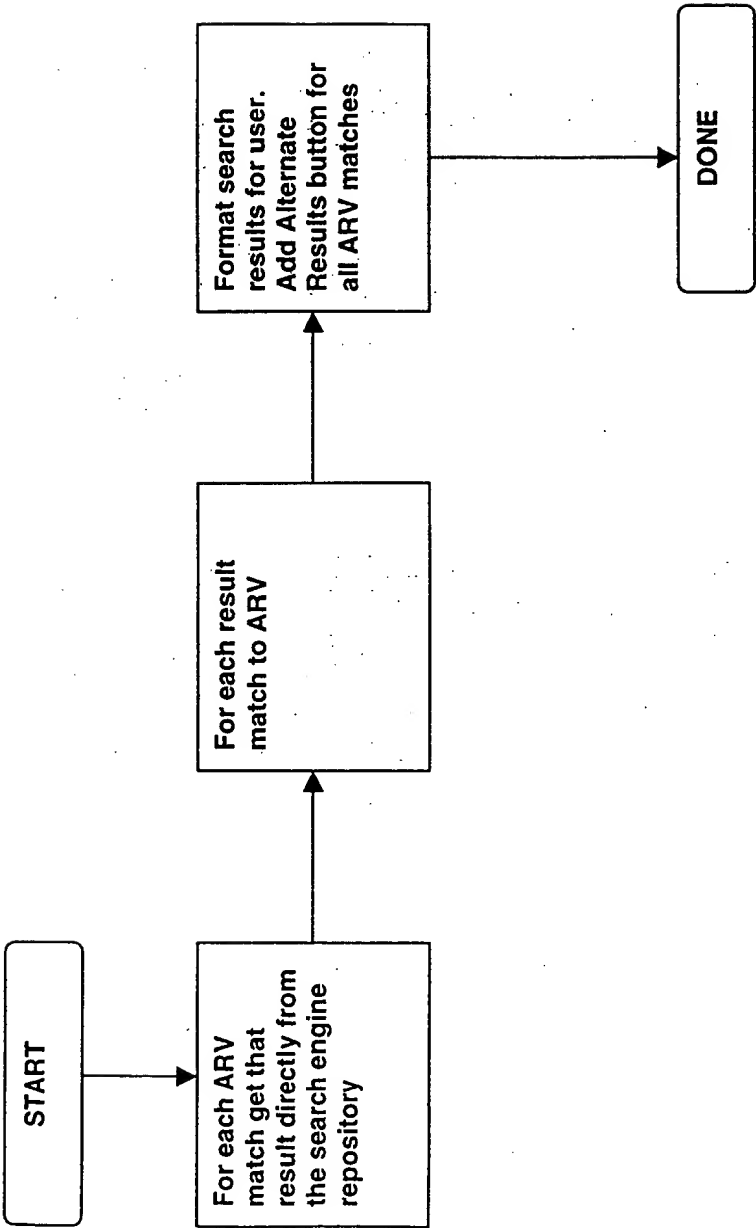 START
For each ARV
match get that
result directly from
the search engine
repository
For each result
match to ARV
Format search
results for user.
Add Alternate
Results button for
all ARV matches
DONE